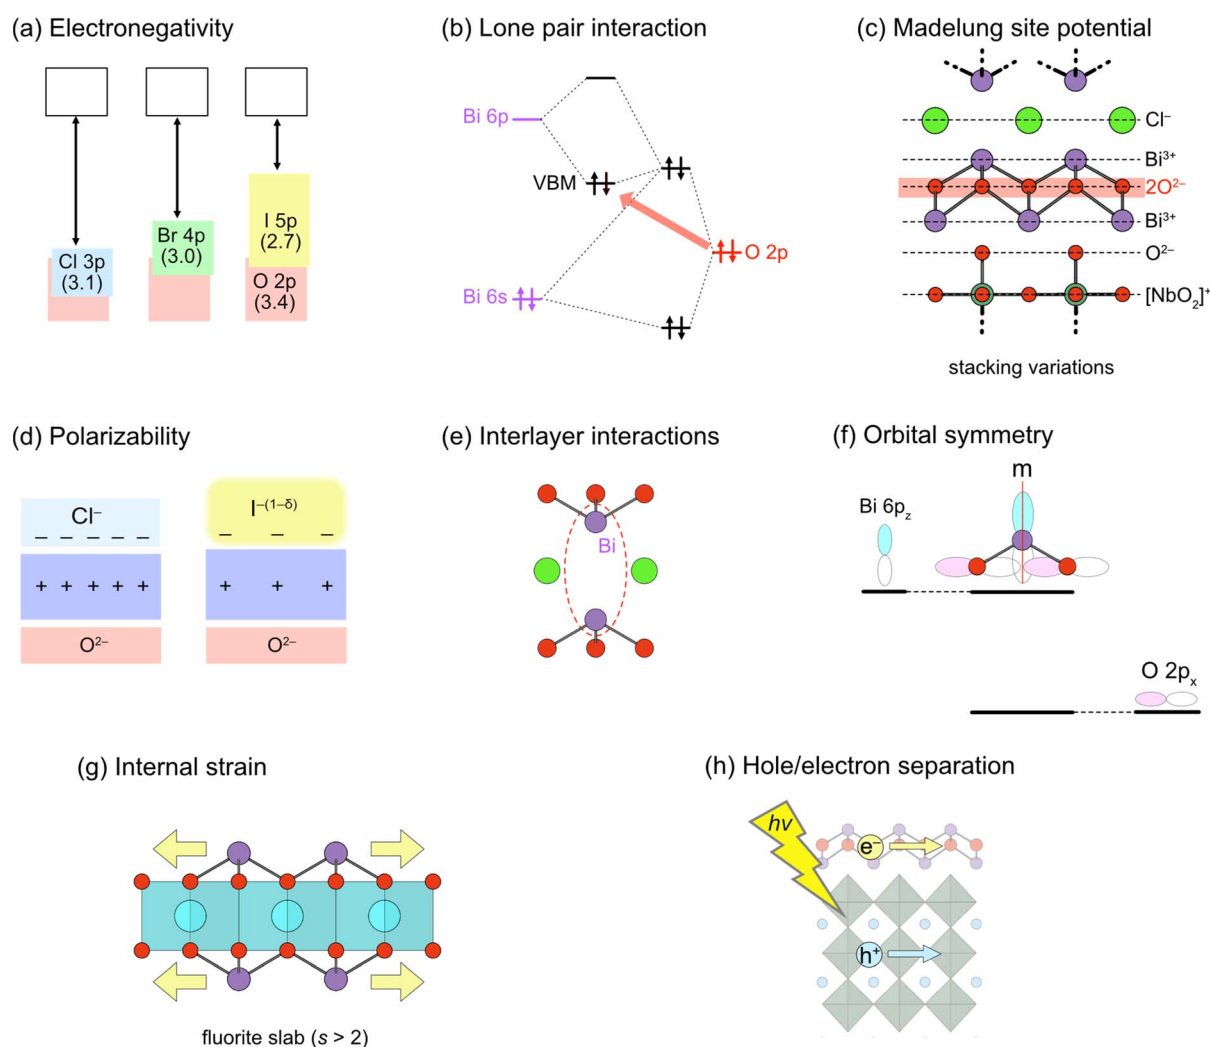 (a) Electronegativity
Cl 3p
(3.1)
Br 4p
(3.0)
I 5p
(2.7)
O 2p
(3.4)
(b) Lone pair interaction
Bi 6p
VBM
O 2p
Bi 6s
(c) Madelung site potential
Cl⁻
Bi³⁺
2O²⁻
Bi³⁺
O²⁻
[NbO₂]⁺
stacking variations
(d) Polarizability
Cl⁻
– – – – –
+ + + + +
O²⁻
I⁻⁽¹⁻ᵟ⁾
– – –
+ + +
O²⁻
(e) Interlayer interactions
Bi
(f) Orbital symmetry
m
Bi 6p_z
O 2pₓ
(g) Internal strain
fluorite slab (s > 2)
(h) Hole/electron separation
hν
e⁻
h⁺